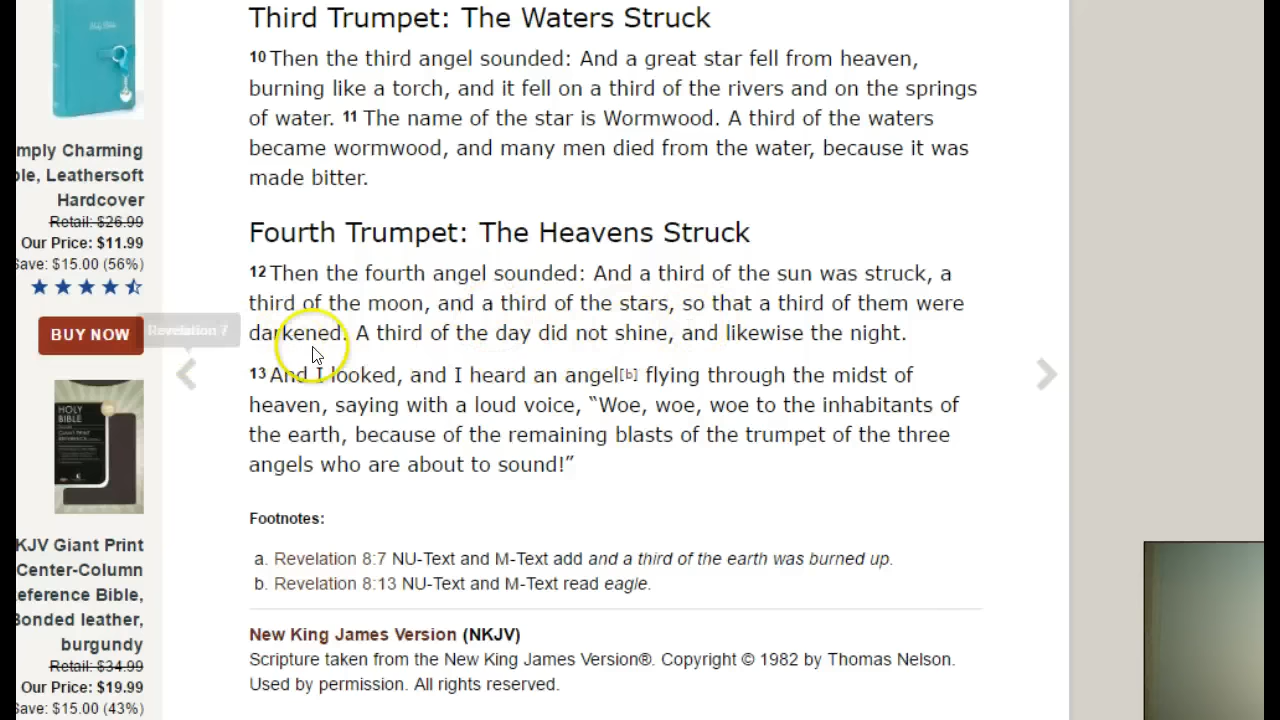 Third Trumpet: The Waters Struck
10 Then the third angel sounded: And a great star fell from heaven,
burning like a torch, and it fell on a third of the rivers and on the springs
of water. 11 The name of the star is Wormwood. A third of the waters
became wormwood, and many men died from the water, because it was
made bitter.
Fourth Trumpet: The Heavens Struck
12 Then the fourth angel sounded: And a third of the sun was struck, a
third of the moon, and a third of the stars, so that a third of them were
darkened. A third of the day did not shine, and likewise the night.
13 And I looked, and I heard an angel[b] flying through the midst of
heaven, saying with a loud voice, “Woe, woe, woe to the inhabitants of
the earth, because of the remaining blasts of the trumpet of the three
angels who are about to sound!”
Footnotes:
a. Revelation 8:7 NU-Text and M-Text add and a third of the earth was burned up.
b. Revelation 8:13 NU-Text and M-Text read eagle.
New King James Version (NKJV)
Scripture taken from the New King James Version®. Copyright © 1982 by Thomas Nelson.
Used by permission. All rights reserved.
mply Charming
ble, Leathersoft
Hardcover
Retail: $26.99
Our Price: $11.99
Save: $15.00 (56%)
BUY NOW
Revelation 7
HOLY
BIBLE
KJV Giant Print
Center-Column
eference Bible,
Bonded leather,
burgundy
Retail: $34.99
Our Price: $19.99
Save: $15.00 (43%)